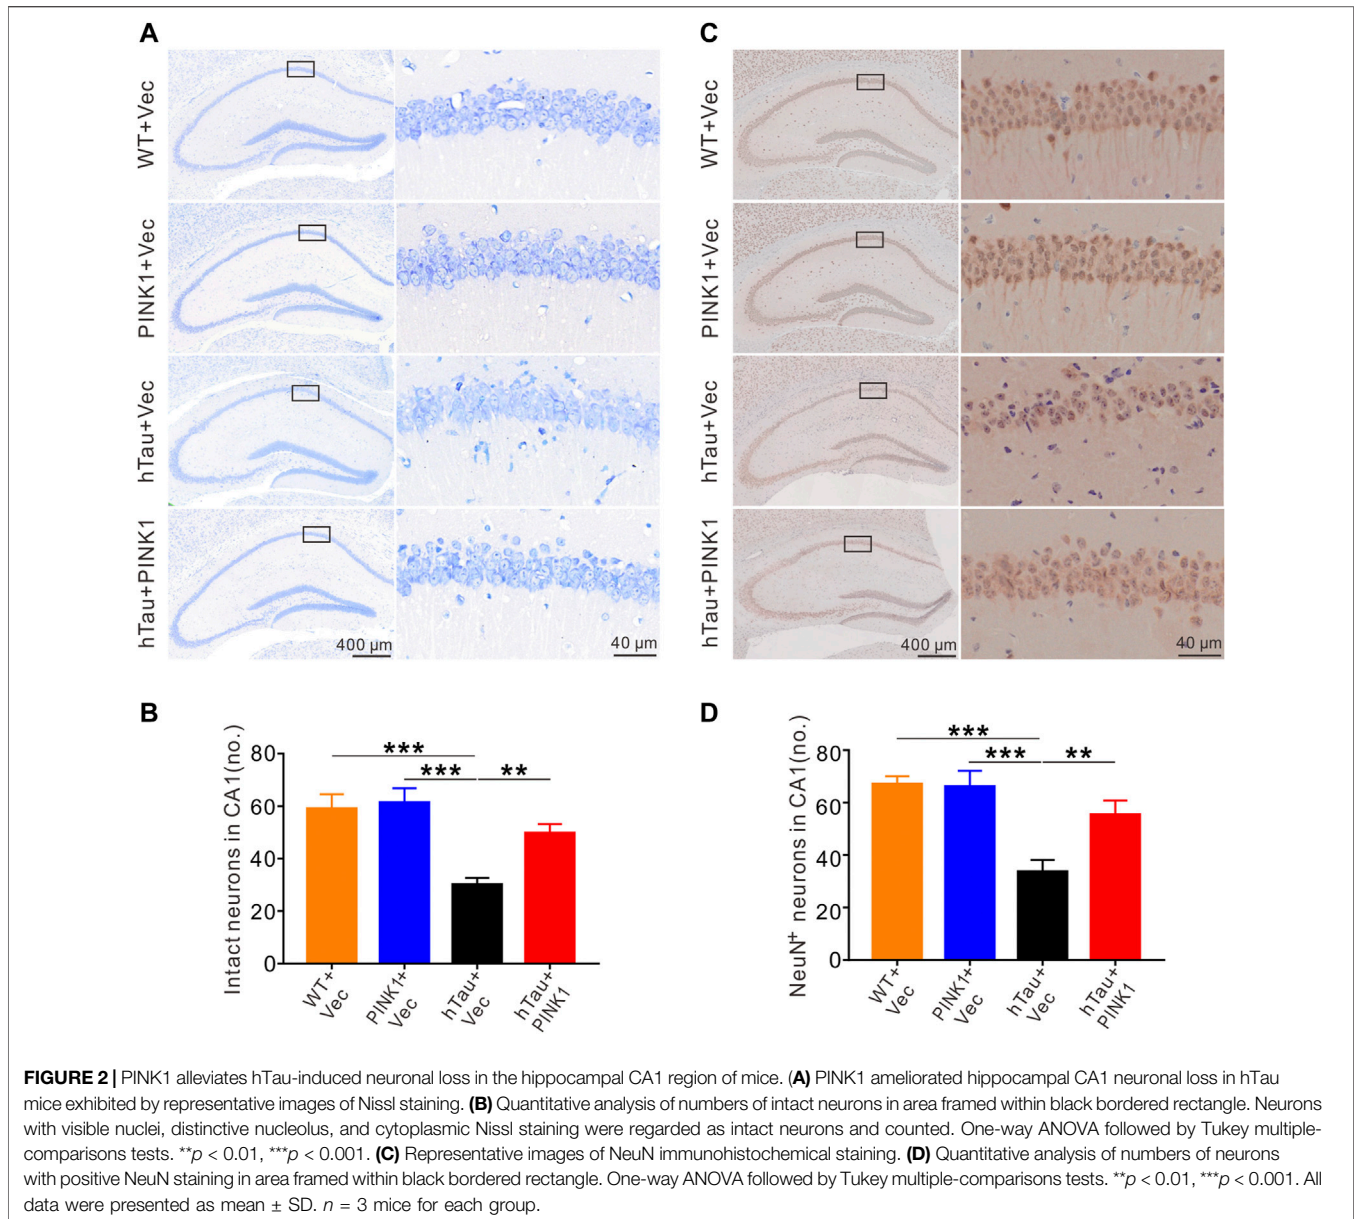 A
C
WT+Vec
PINK1+Vec
hTau+Vec
hTau+PINK1
400 µm
40 µm
WT+Vec
PINK1+Vec
hTau+Vec
hTau+PINK1
400 µm
40 µm
B
Intact neurons in CA1(no.)
80
60
40
20
0
***
***
**
WT+
Vec
PINK1+
Vec
hTau+
Vec
hTau+
PINK1
D
NeuN⁺ neurons in CA1(no.)
80
60
40
20
0
***
***
**
WT+
Vec
PINK1+
Vec
hTau+
Vec
hTau+
PINK1
FIGURE 2 | PINK1 alleviates hTau-induced neuronal loss in the hippocampal CA1 region of mice. (A) PINK1 ameliorated hippocampal CA1 neuronal loss in hTau
mice exhibited by representative images of Nissl staining. (B) Quantitative analysis of numbers of intact neurons in area framed within black bordered rectangle. Neurons
with visible nuclei, distinctive nucleolus, and cytoplasmic Nissl staining were regarded as intact neurons and counted. One-way ANOVA followed by Tukey multiple-
comparisons tests. **p < 0.01, ***p < 0.001. (C) Representative images of NeuN immunohistochemical staining. (D) Quantitative analysis of numbers of neurons
with positive NeuN staining in area framed within black bordered rectangle. One-way ANOVA followed by Tukey multiple-comparisons tests. **p < 0.01, ***p < 0.001. All
data were presented as mean ± SD. n = 3 mice for each group.